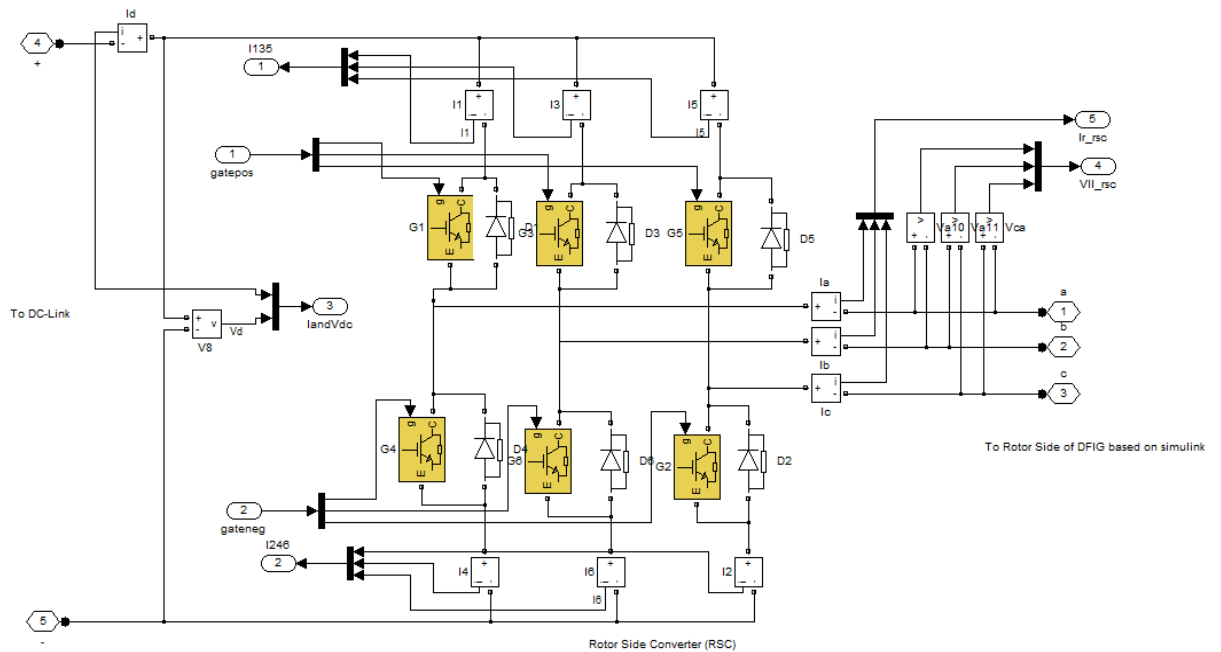 Id
i
-
+
4
+
I135
1
+
-
i
I1
I1
+
-
i
I3
+
-
i
I5
I5
5
Ir_rsc
4
Vll_rsc
1
gatepos
g
C
E
G1
D1
g
C
E
G3
D3
g
C
E
G5
D5
v
+
-
Va10
v
+
-
Va11
v
+
-
Vca
To DC-Link
+
-
v
V8
Vd
3
IandVdc
Ia
+
i
-
a
1
+
i
-
Ib
b
2
+
i
-
Ic
c
3
g
C
E
G4
D4
g
C
E
G6
D6
g
C
E
G2
D2
To Rotor Side of DFIG based on simulink
2
gateneg
I246
2
+
-
i
I4
+
-
i
I6
I6
+
-
i
I2
5
-
Rotor Side Converter (RSC)